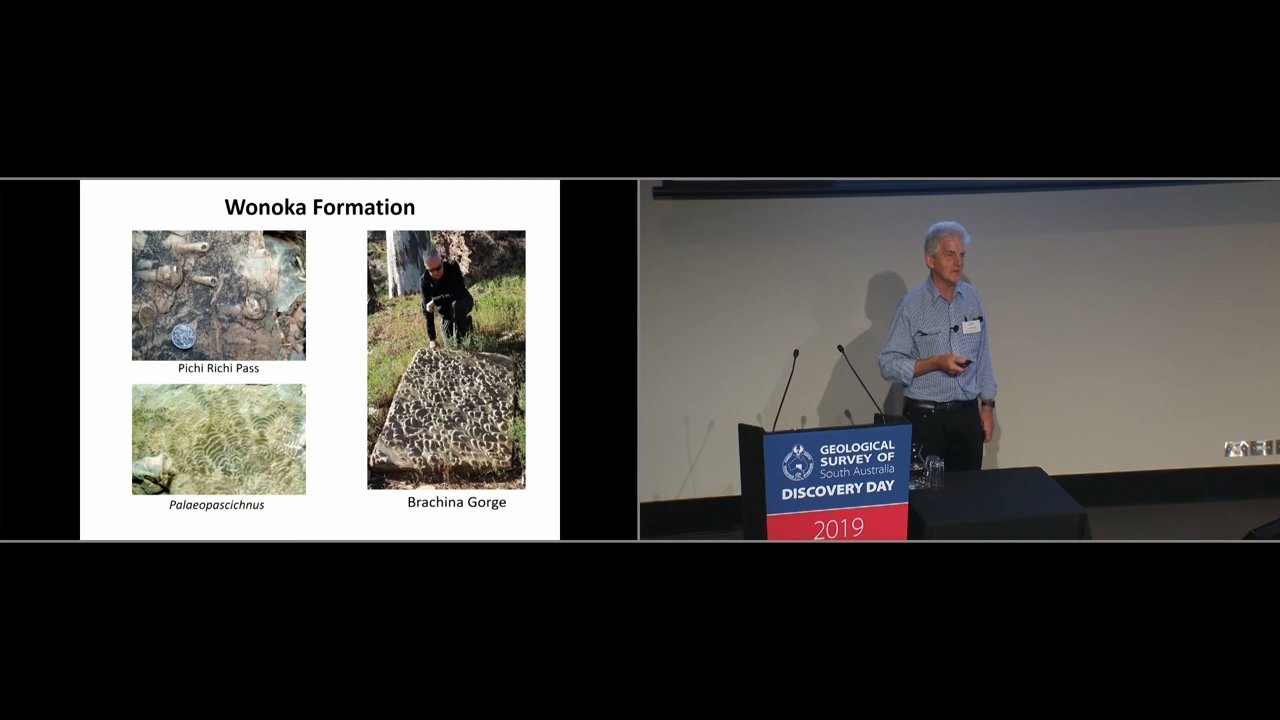 Wonoka Formation
Pichi Richi Pass
Palaeopascichnus
Brachina Gorge
GEOLOGICAL
SURVEY OF
South Australia
DISCOVERY DAY
2019